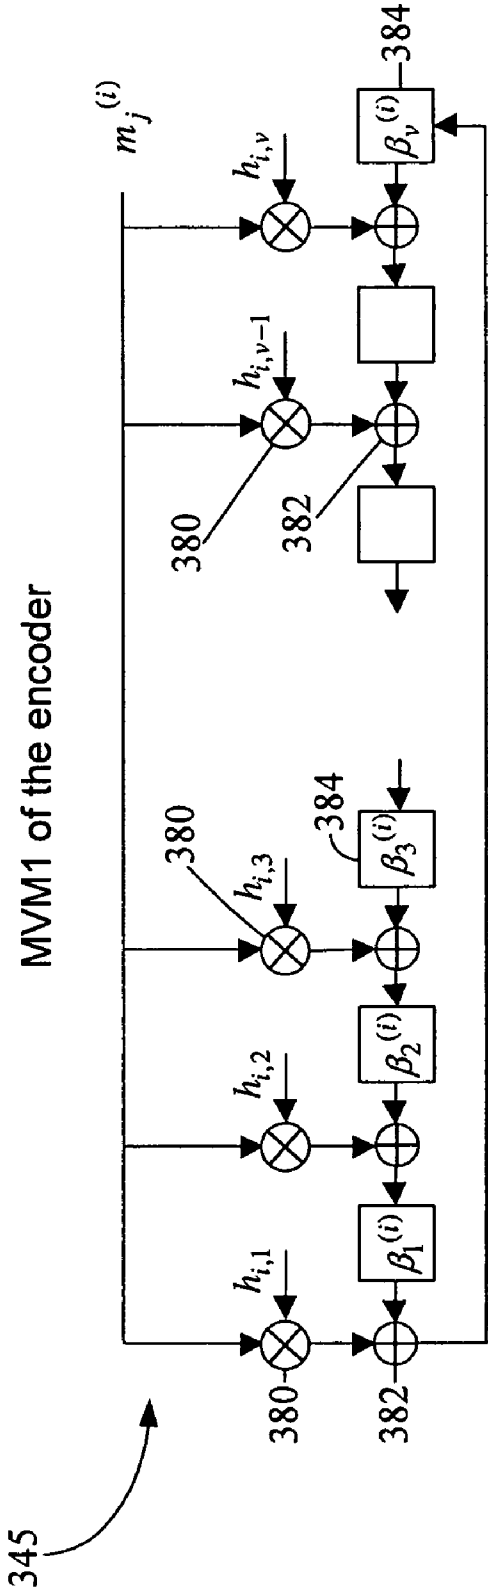 MVM1 of the encoder
345
m_j^(i)
h_{i,1}
h_{i,2}
h_{i,3}
h_{i,v−1}
h_{i,v}
380
380
380
382
382
384
384
β_1^(i)
β_2^(i)
β_3^(i)
β_v^(i)